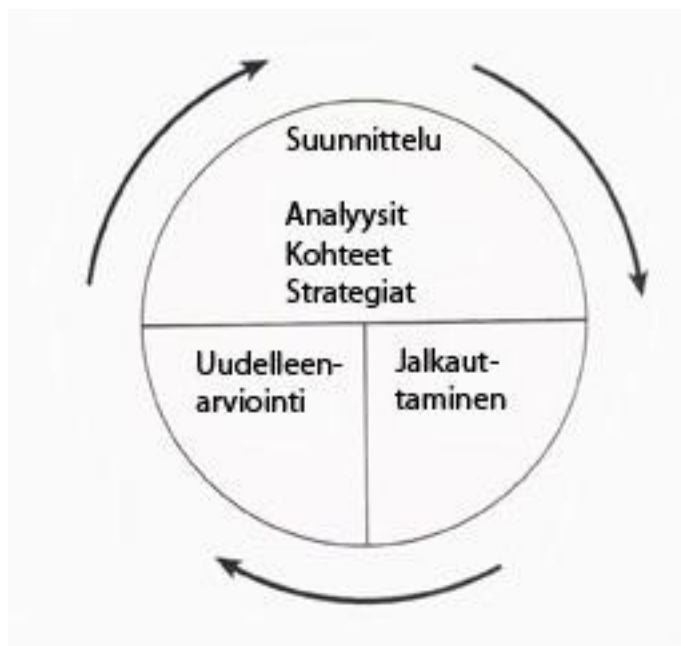 Suunnittelu
Analyysit
Kohteet
Strategiat
Uudelleen-
arviointi
Jalkaut-
taminen